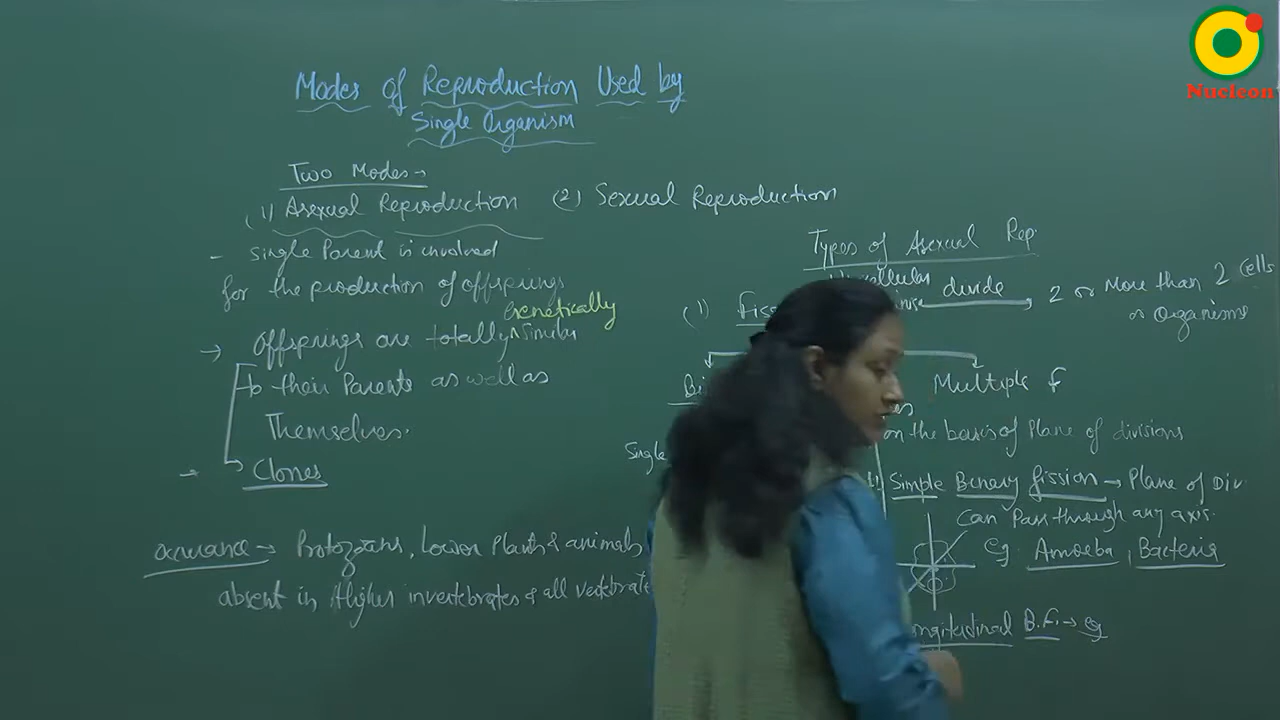 Nucleon
Modes of Reproduction Used by
Single Organism
Two Modes→
(1) Asexual Reproduction (2) Sexual Reproduction
- Single Parent is involved
for the production of offsprings
Genetically
→ Offsprings are totally ^ Similar
to their Parents as well as
Themselves.
→ Clones
occurance → Protozoans, Lower Plants & animals
absent in Higher invertebrates & all vertebrate
Types of Asexual Rep.
divide
(1) 2 or More than 2 cells
or Organisms
Multiple F
on the basis of Plane of divisions
Single
Simple Binary fission → Plane of Div.
Can Pass through any axis.
eg. Amoeba, Bacteria
ongitudinal B.F. → eg